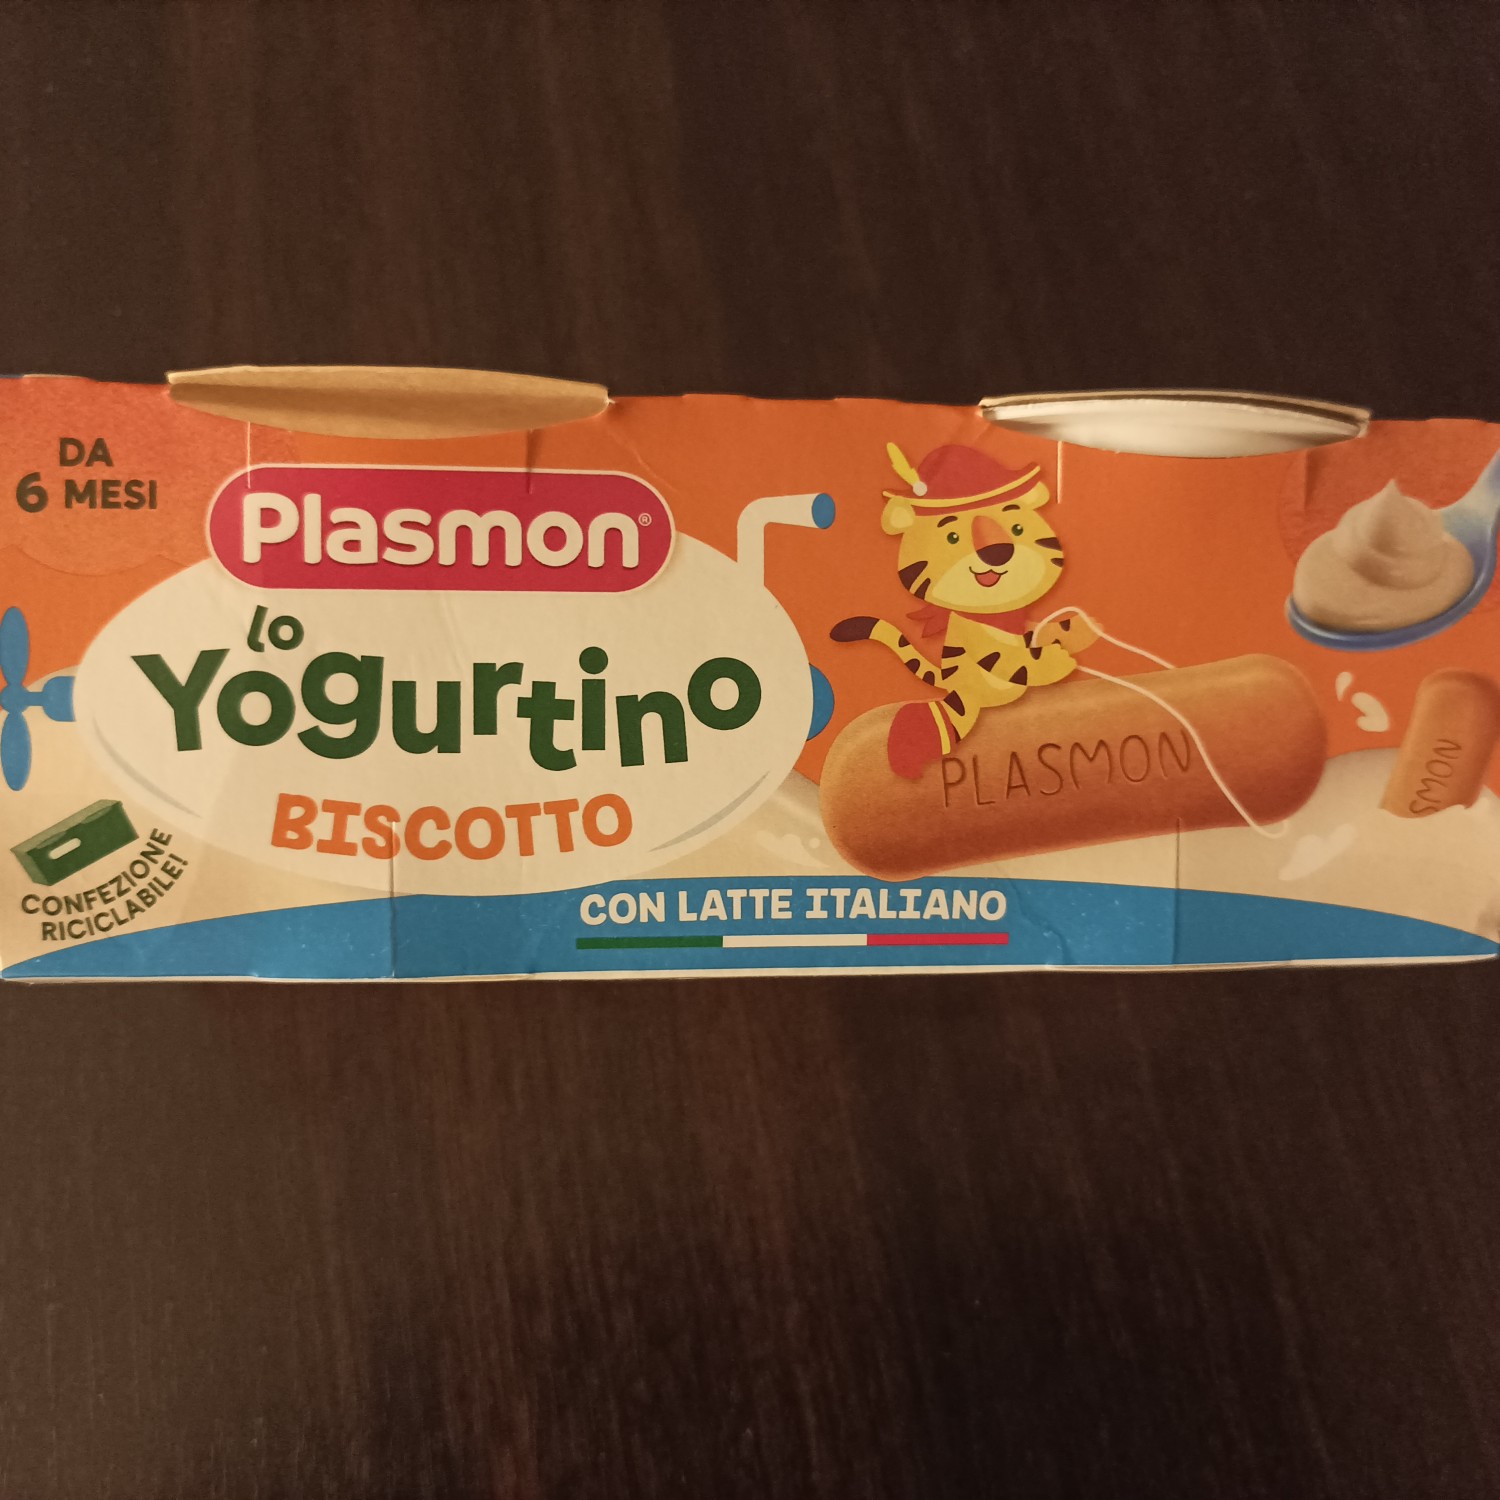 DA
6 MESI
Plasmon®
lo
Yogurtino
BISCOTTO
PLASMON
SMON
CONFEZIONE
RICICLABILE!
CON LATTE ITALIANO